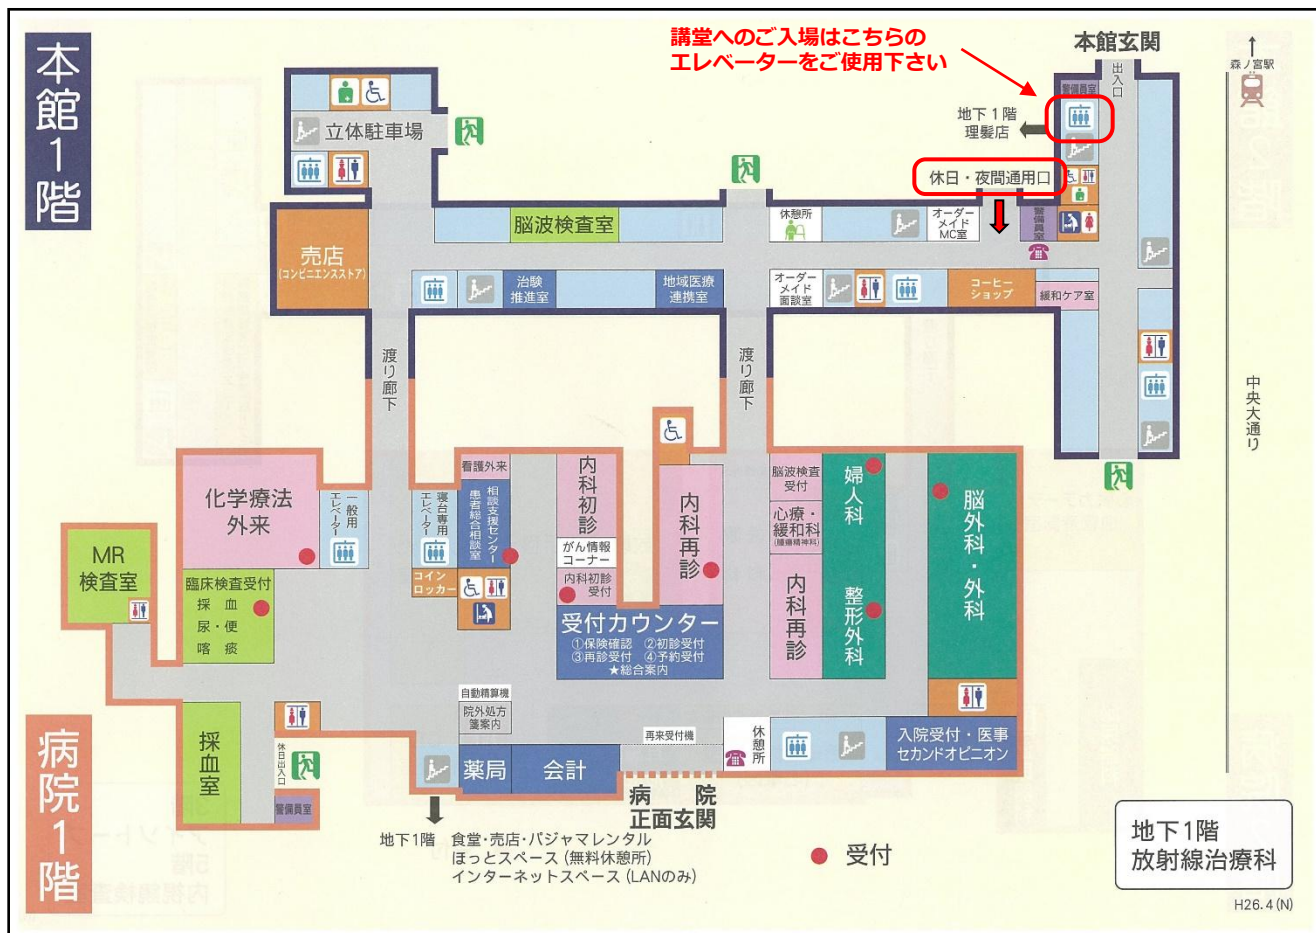 本館1階
講堂へのご入場はこちらの
エレベーターをご使用下さい
本館玄関
出入口
森ノ宮駅
警備員室
地下1階
理髪店
立体駐車場
休日・夜間通用口
売店
(コンビニエンスストア)
脳波検査室
休憩所
オーダー
メイド
MC室
警備員室
治験
推進室
地域医療
連携室
オーダー
メイド
面談室
コーヒー
ショップ
緩和ケア室
渡り廊下
渡り廊下
中央大通り
化学療法
外来
一般用
エレベーター
寝台専用
エレベーター
看護外来
相談支援センター
患者総合相談室
内科初診
がん情報
コーナー
内科初診
受付
内科再診
脳波検査
受付
心療・
緩和科
(腫瘍精神科)
内科再診
婦人科
整形外科
脳外科・外科
MR
検査室
臨床検査受付
採血
尿・便
喀痰
コイン
ロッカー
受付カウンター
①保険確認 ②初診受付
③再診受付 ④予約受付
★総合案内
自動精算機
院外処方
箋案内
再来受付機
休憩所
入院受付・医事
セカンドオピニオン
病院1階
採血室
休日出入口
警備員室
薬局
会計
病院
正面玄関
地下1階 食堂・売店・パジャマレンタル
ほっとスペース(無料休憩所)
インターネットスペース(LANのみ)
受付
地下1階
放射線治療科
H26.4(N)